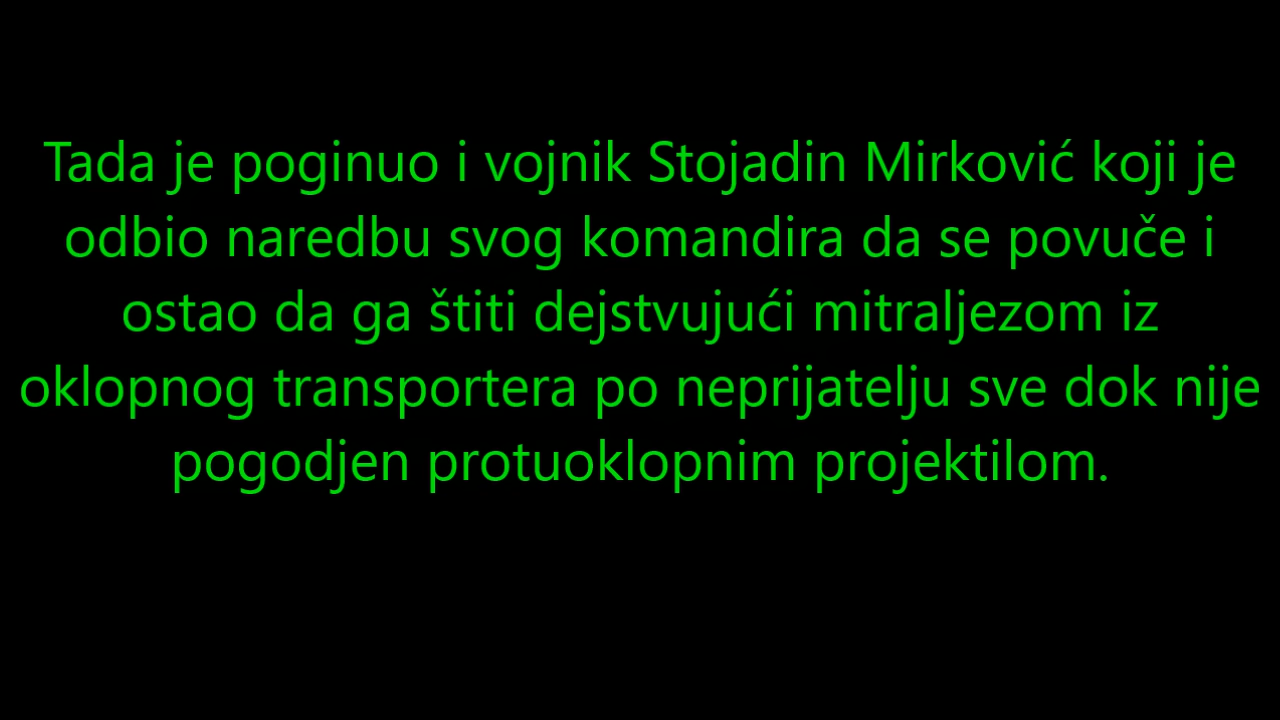 Tada je poginuo i vojnik Stojadin Mirković koji je
odbio naredbu svog komandira da se povuče i
ostao da ga štiti dejstvujući mitraljezom iz
oklopnog transportera po neprijatelju sve dok nije
pogodjen protuoklopnim projektilom.